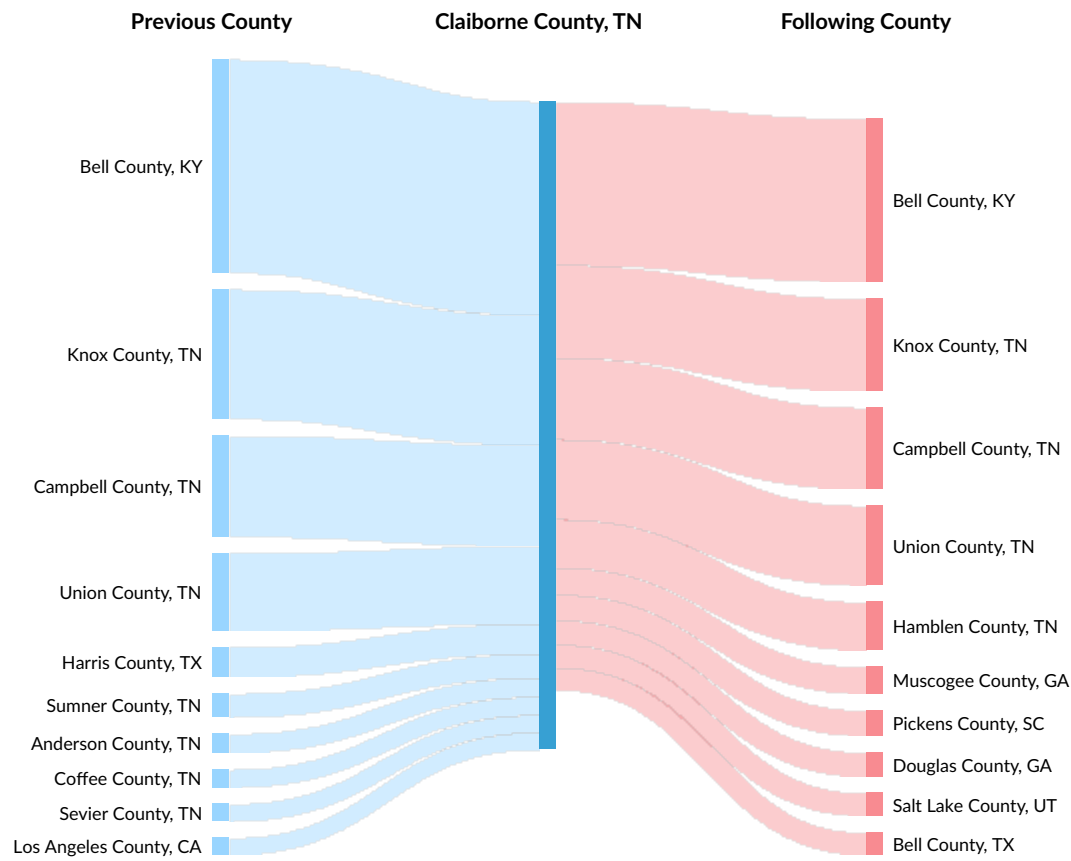 Previous County
Claiborne County, TN
Following County
Bell County, KY
Knox County, TN
Campbell County, TN
Union County, TN
Harris County, TX
Sumner County, TN
Anderson County, TN
Coffee County, TN
Sevier County, TN
Los Angeles County, CA
Bell County, KY
Knox County, TN
Campbell County, TN
Union County, TN
Hamblen County, TN
Muscogee County, GA
Pickens County, SC
Douglas County, GA
Salt Lake County, UT
Bell County, TX